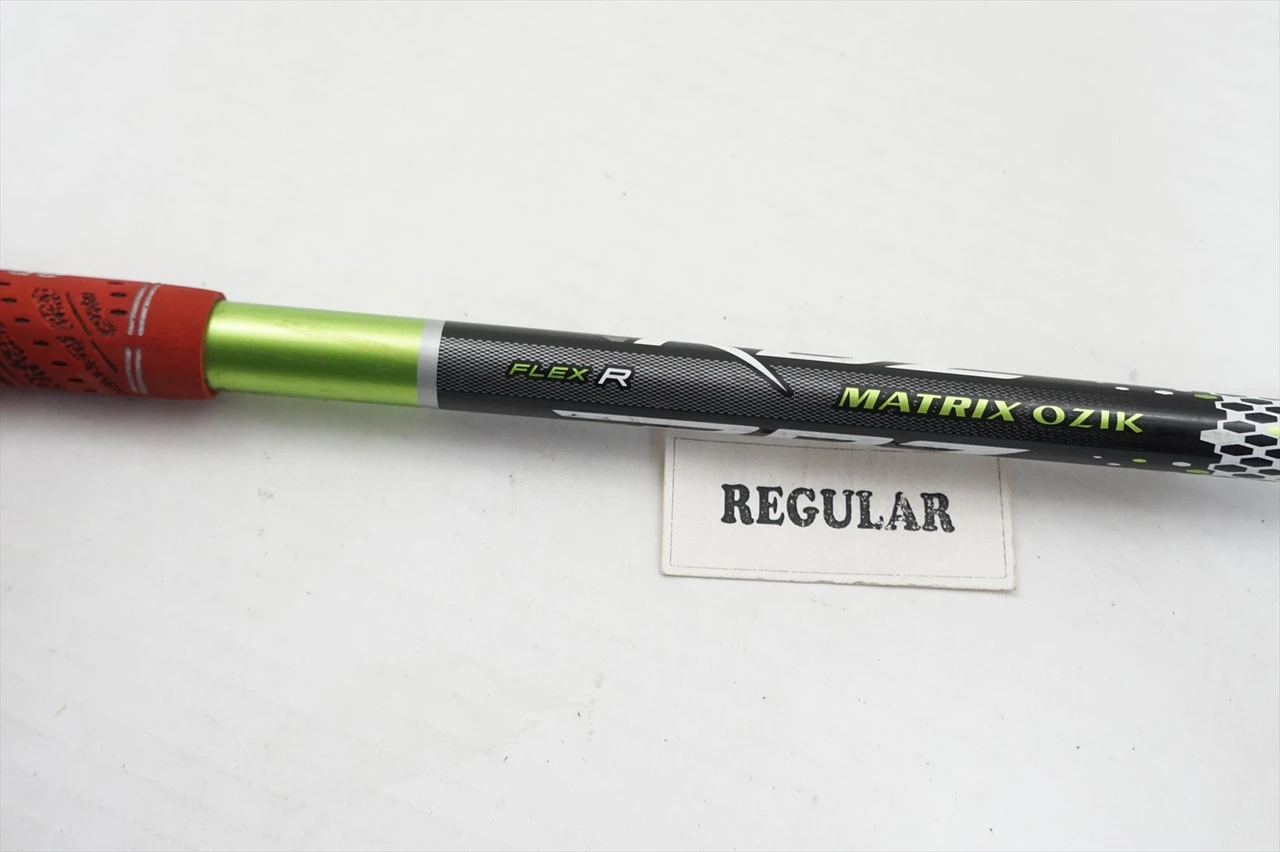 FLEX R
MATRIX OZIK
REGULAR